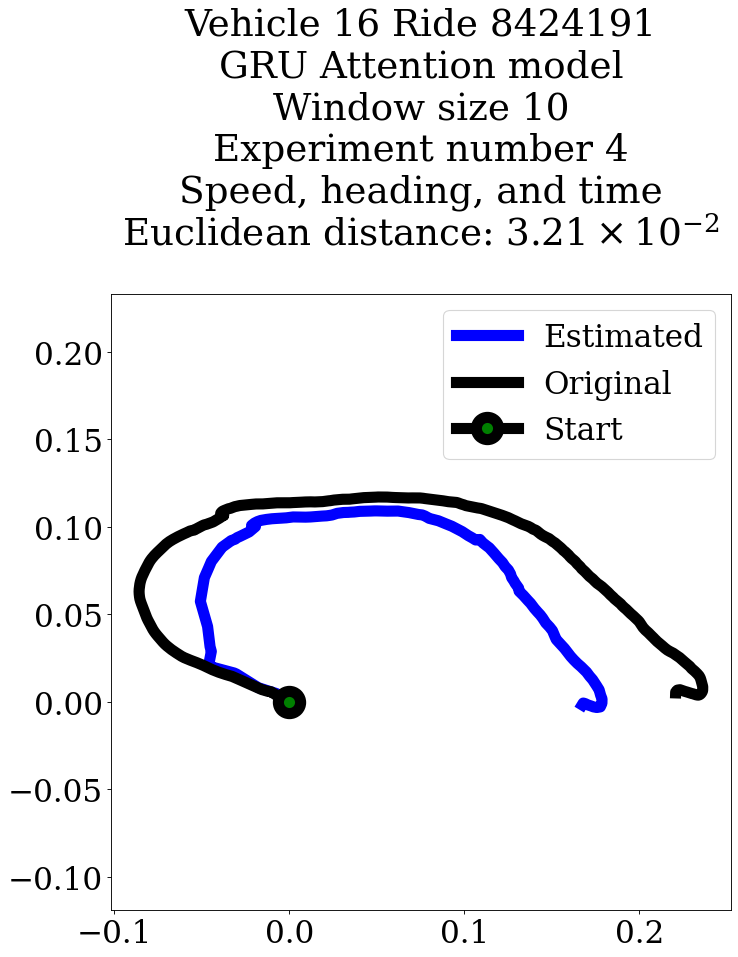 Vehicle 16 Ride 8424191
GRU Attention model
Window size 10
Experiment number 4
Speed, heading, and time
Euclidean distance: 3.21 × 10⁻²
Estimated
Original
Start
0.20
0.15
0.10
0.05
0.00
−0.05
−0.10
−0.1 0.0 0.1 0.2